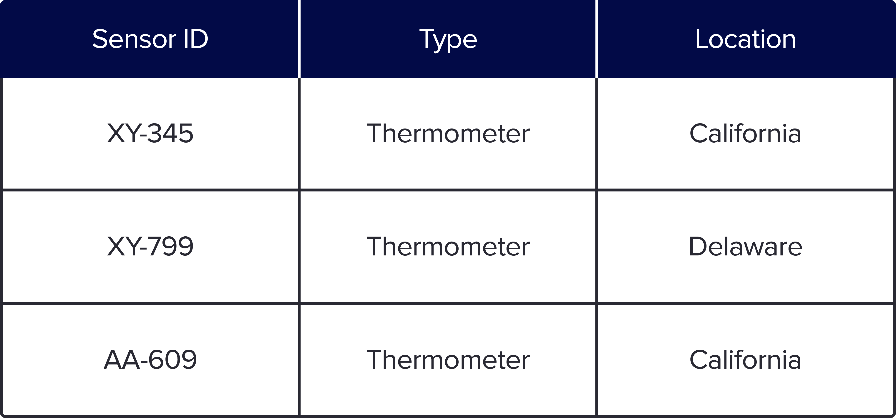 Sensor ID Type Location
XY-345 Thermometer California
XY-799 Thermometer Delaware
AA-609 Thermometer California